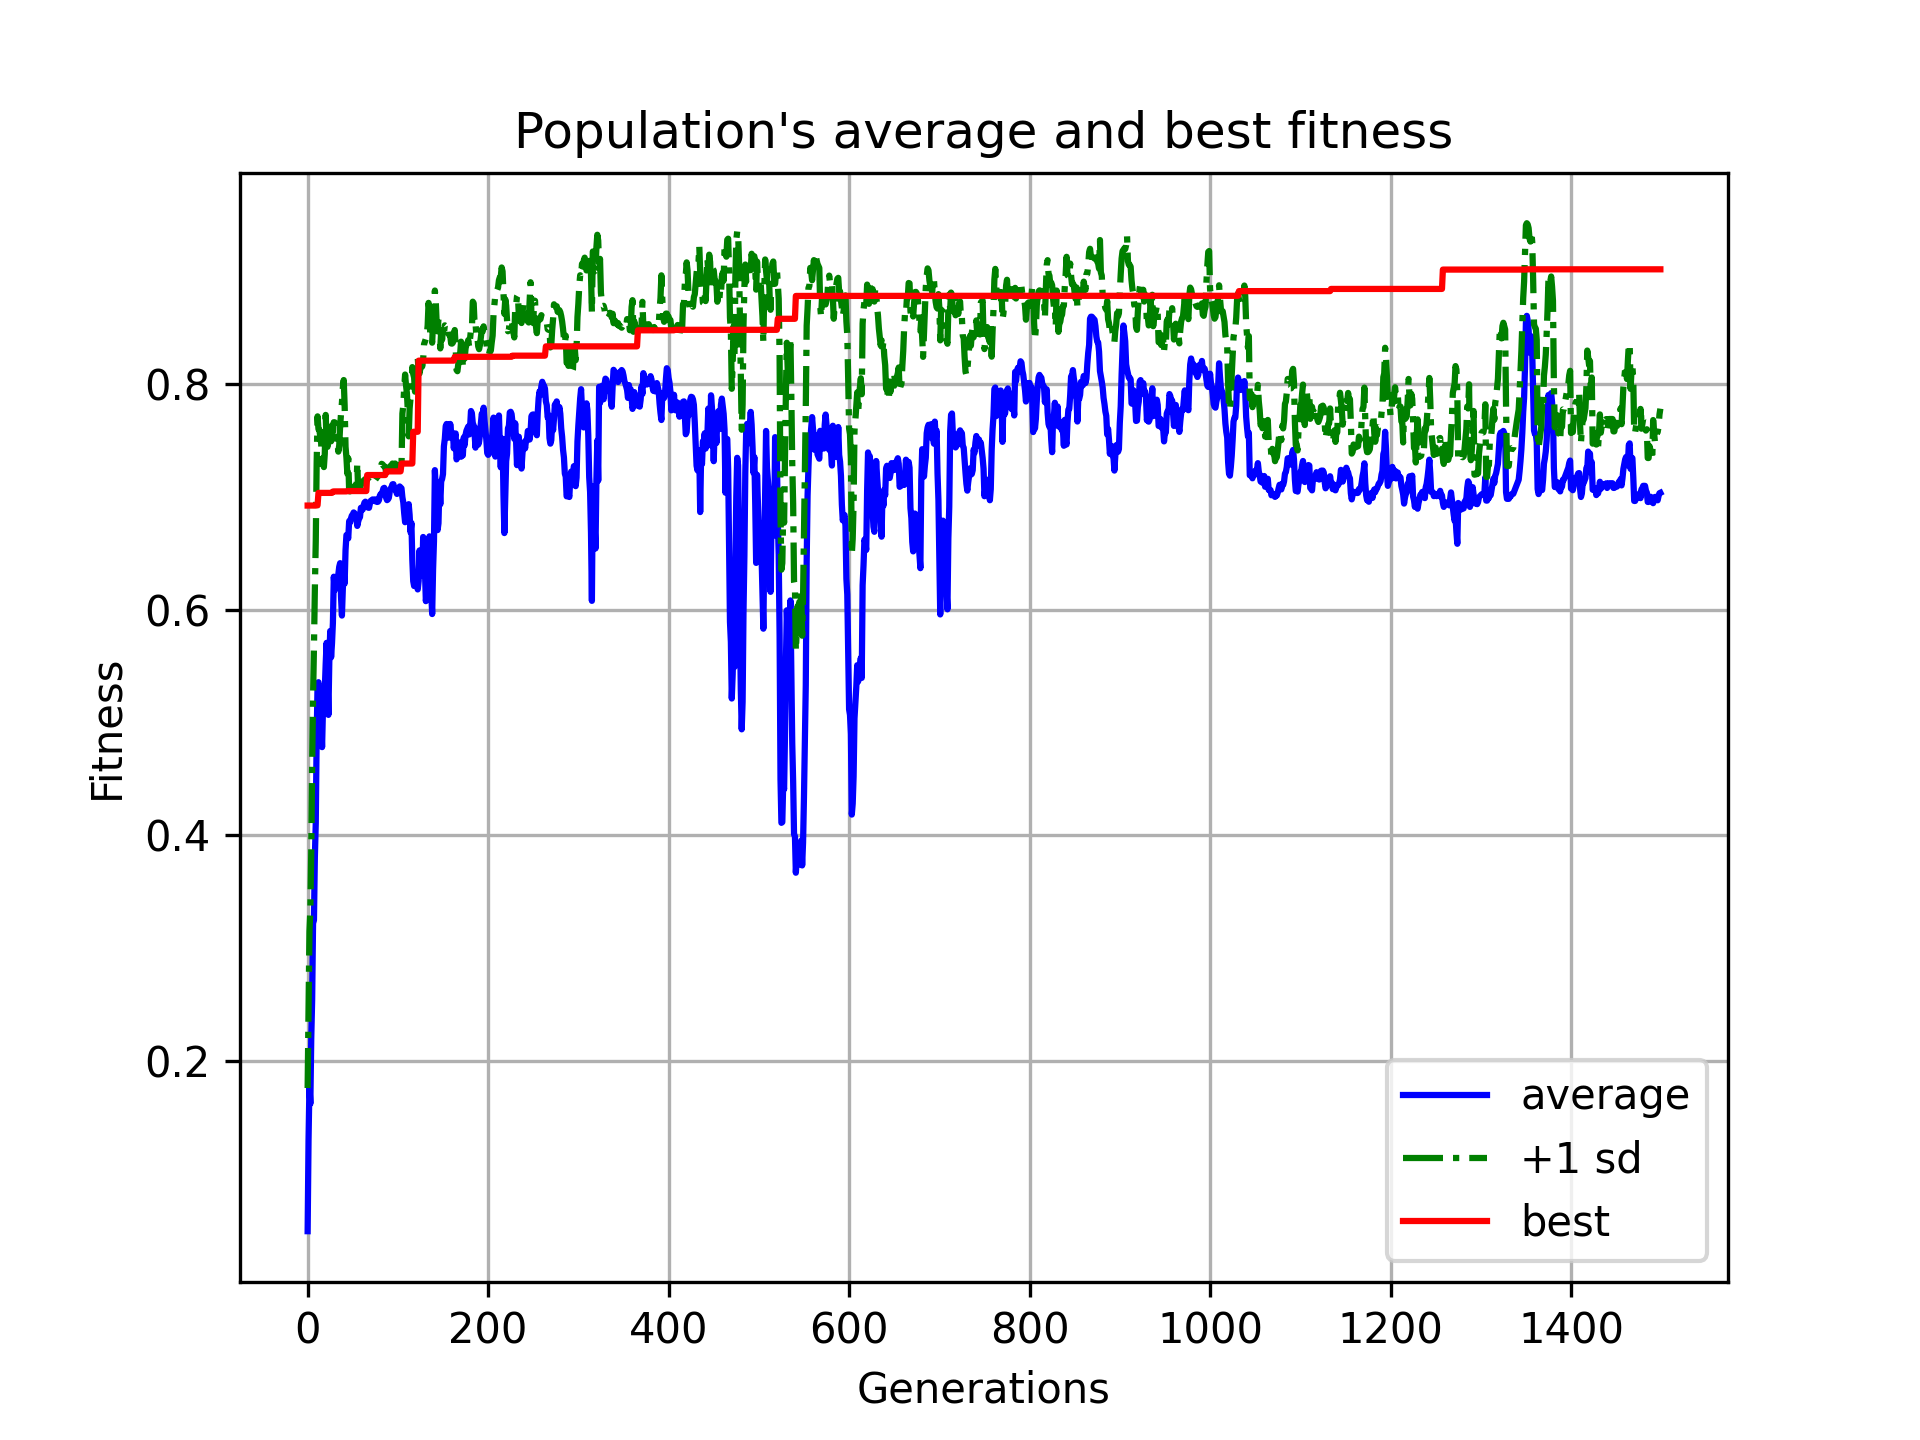 Population's average and best fitness
Fitness
0.8
0.6
0.4
0.2
0 200 400 600 800 1000 1200 1400
Generations
average
+1 sd
best